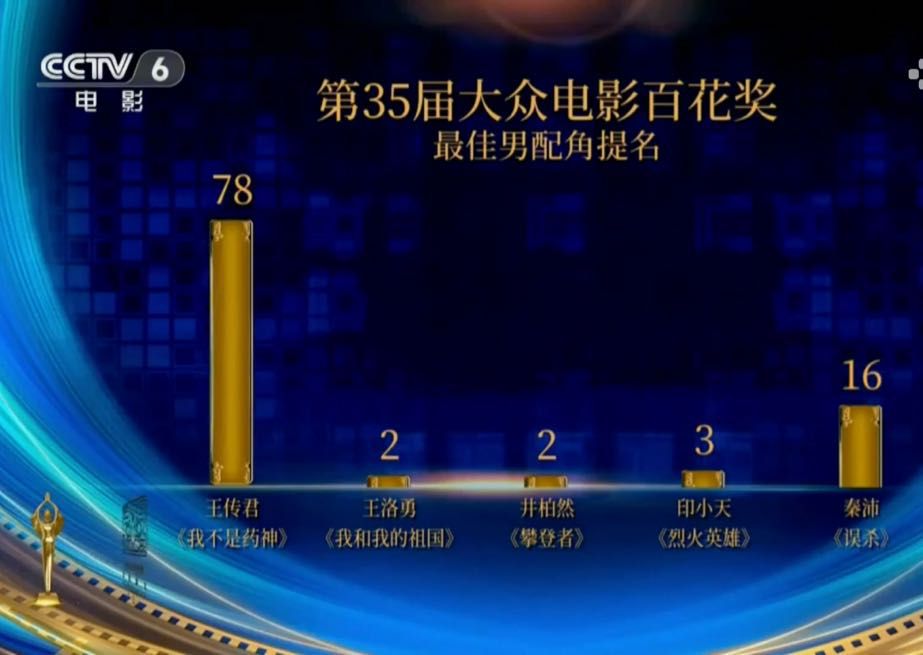 CCTV 6
电影
第35届大众电影百花奖
最佳男配角提名
78
2
2
3
16
王传君
王洛勇
井柏然
印小天
秦沛
《我不是药神》
《我和我的祖国》
《攀登者》
《烈火英雄》
《误杀》